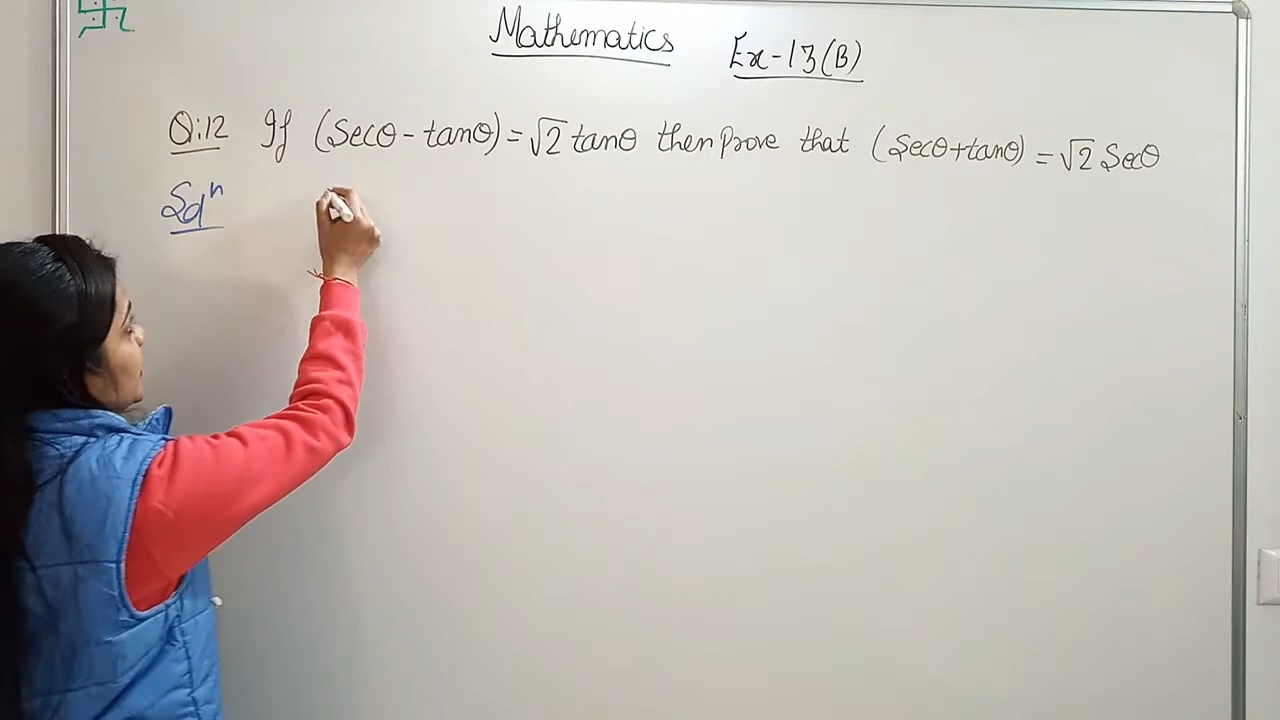 Mathematics Ex-13(B)
Q:12 If (Secθ - tanθ) = √2 tanθ then Prove that (Secθ+tanθ) = √2 Secθ
Solⁿ